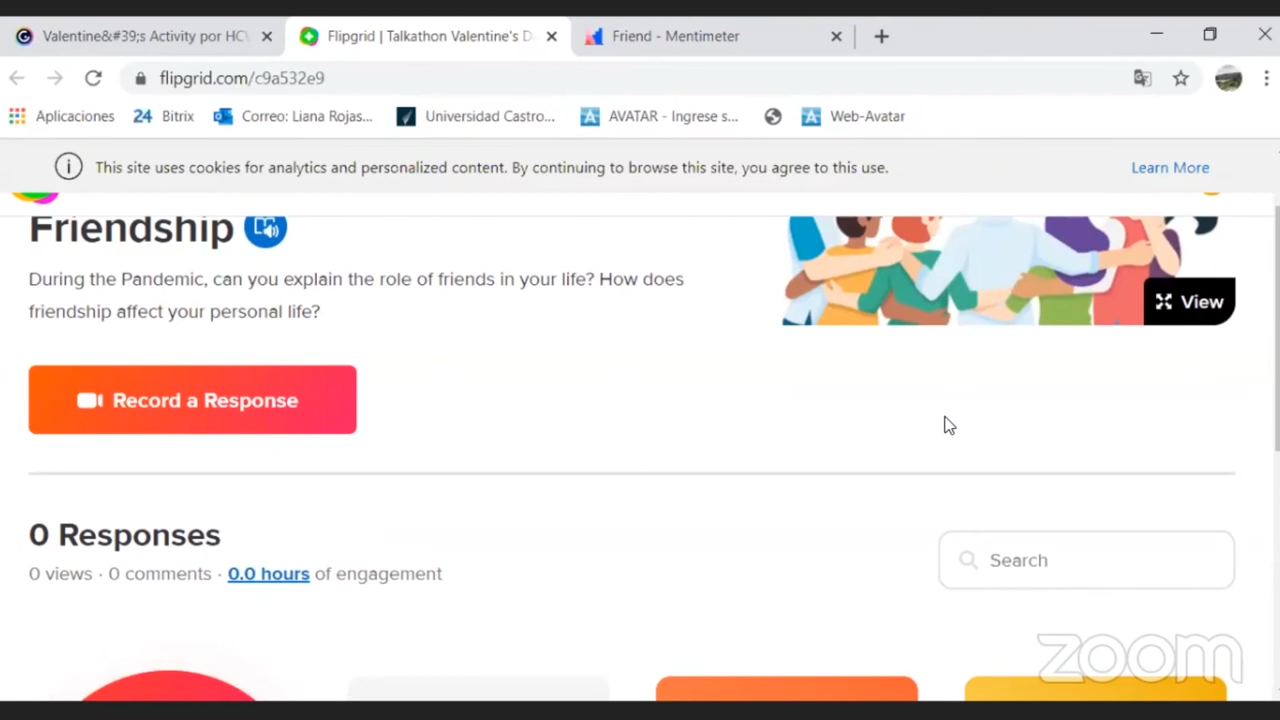 Valentine&#39;s Activity por HCV
Flipgrid | Talkathon Valentine's D
Friend - Mentimeter
flipgrid.com/c9a532e9
Aplicaciones
24 Bitrix
Correo: Liana Rojas...
Universidad Castro...
AVATAR - Ingrese s...
Web-Avatar
This site uses cookies for analytics and personalized content. By continuing to browse this site, you agree to this use.
Learn More
Friendship
During the Pandemic, can you explain the role of friends in your life? How does
friendship affect your personal life?
View
Record a Response
0 Responses
0 views · 0 comments · 0.0 hours of engagement
Search
zoom